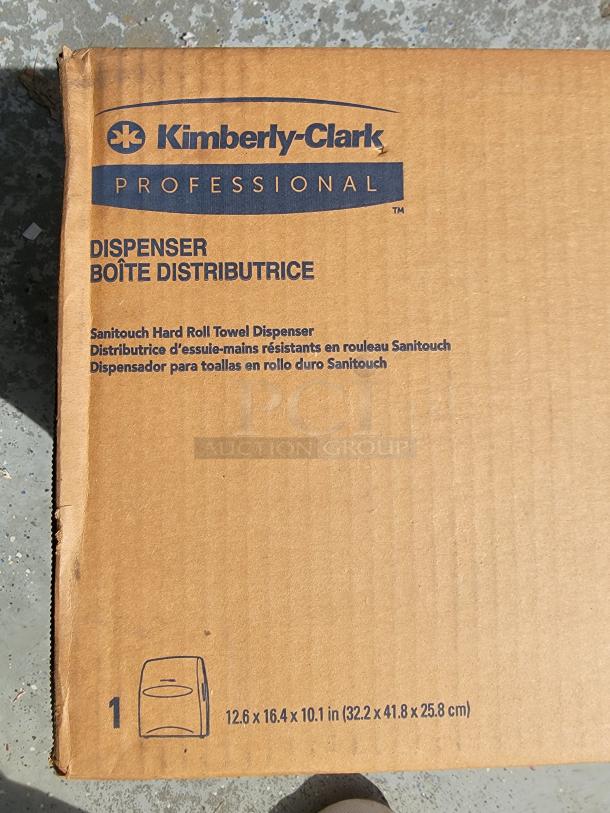 Kimberly-Clark
PROFESSIONAL
TM
DISPENSER
BOÎTE DISTRIBUTRICE
Sanitouch Hard Roll Towel Dispenser
Distributrice d'essuie-mains résistants en rouleau Sanitouch
Dispensador para toallas en rollo duro Sanitouch
PCI
AUCTION GROUP
1
12.6 x 16.4 x 10.1 in (32.2 x 41.8 x 25.8 cm)